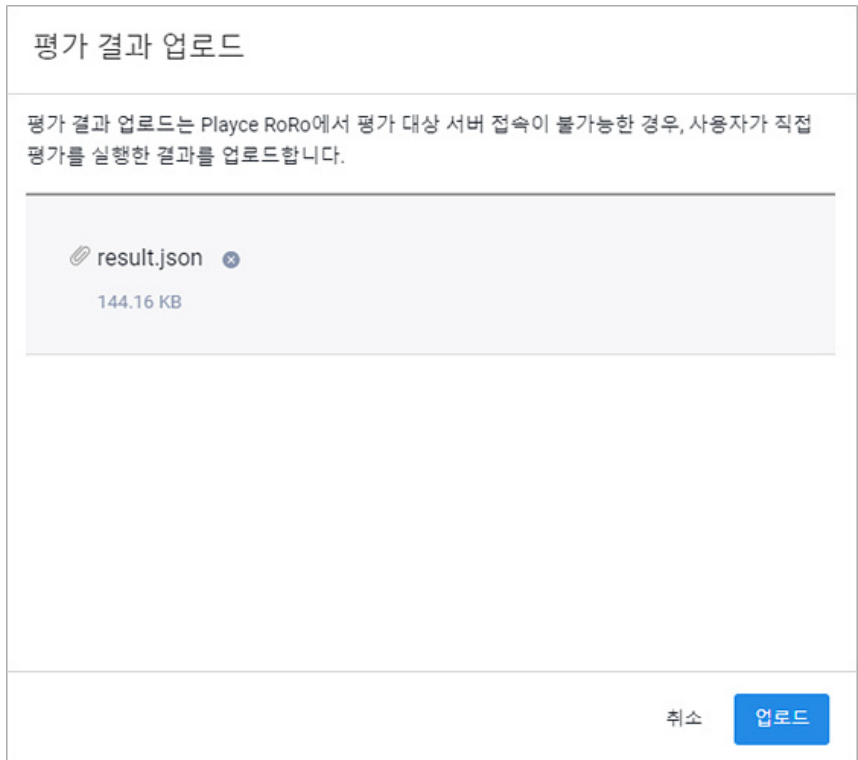 평가 결과 업로드
평가 결과 업로드는 Playce RoRo에서 평가 대상 서버 접속이 불가능한 경우, 사용자가 직접
평가를 실행한 결과를 업로드합니다.
result.json
144.16 KB
취소
업로드